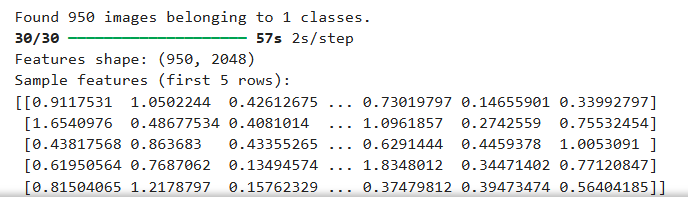 Found 950 images belonging to 1 classes.
30/30 ━━━━━━━━━━━━━━━━━━━━ 57s 2s/step
Features shape: (950, 2048)
Sample features (first 5 rows):
[[0.9117531  1.0502244  0.42612675 ... 0.73019797 0.14655901 0.33992797]
 [1.6540976  0.48677534 0.4081014  ... 1.0961857  0.2742559  0.75532454]
 [0.43817568 0.863683   0.43355265 ... 0.6291444  0.4459378  1.0053091 ]
 [0.61950564 0.7687062  0.13494574 ... 1.8348012  0.34471402 0.77120847]
 [0.81504065 1.2178797  0.15762329 ... 0.37479812 0.39473474 0.56404185]]